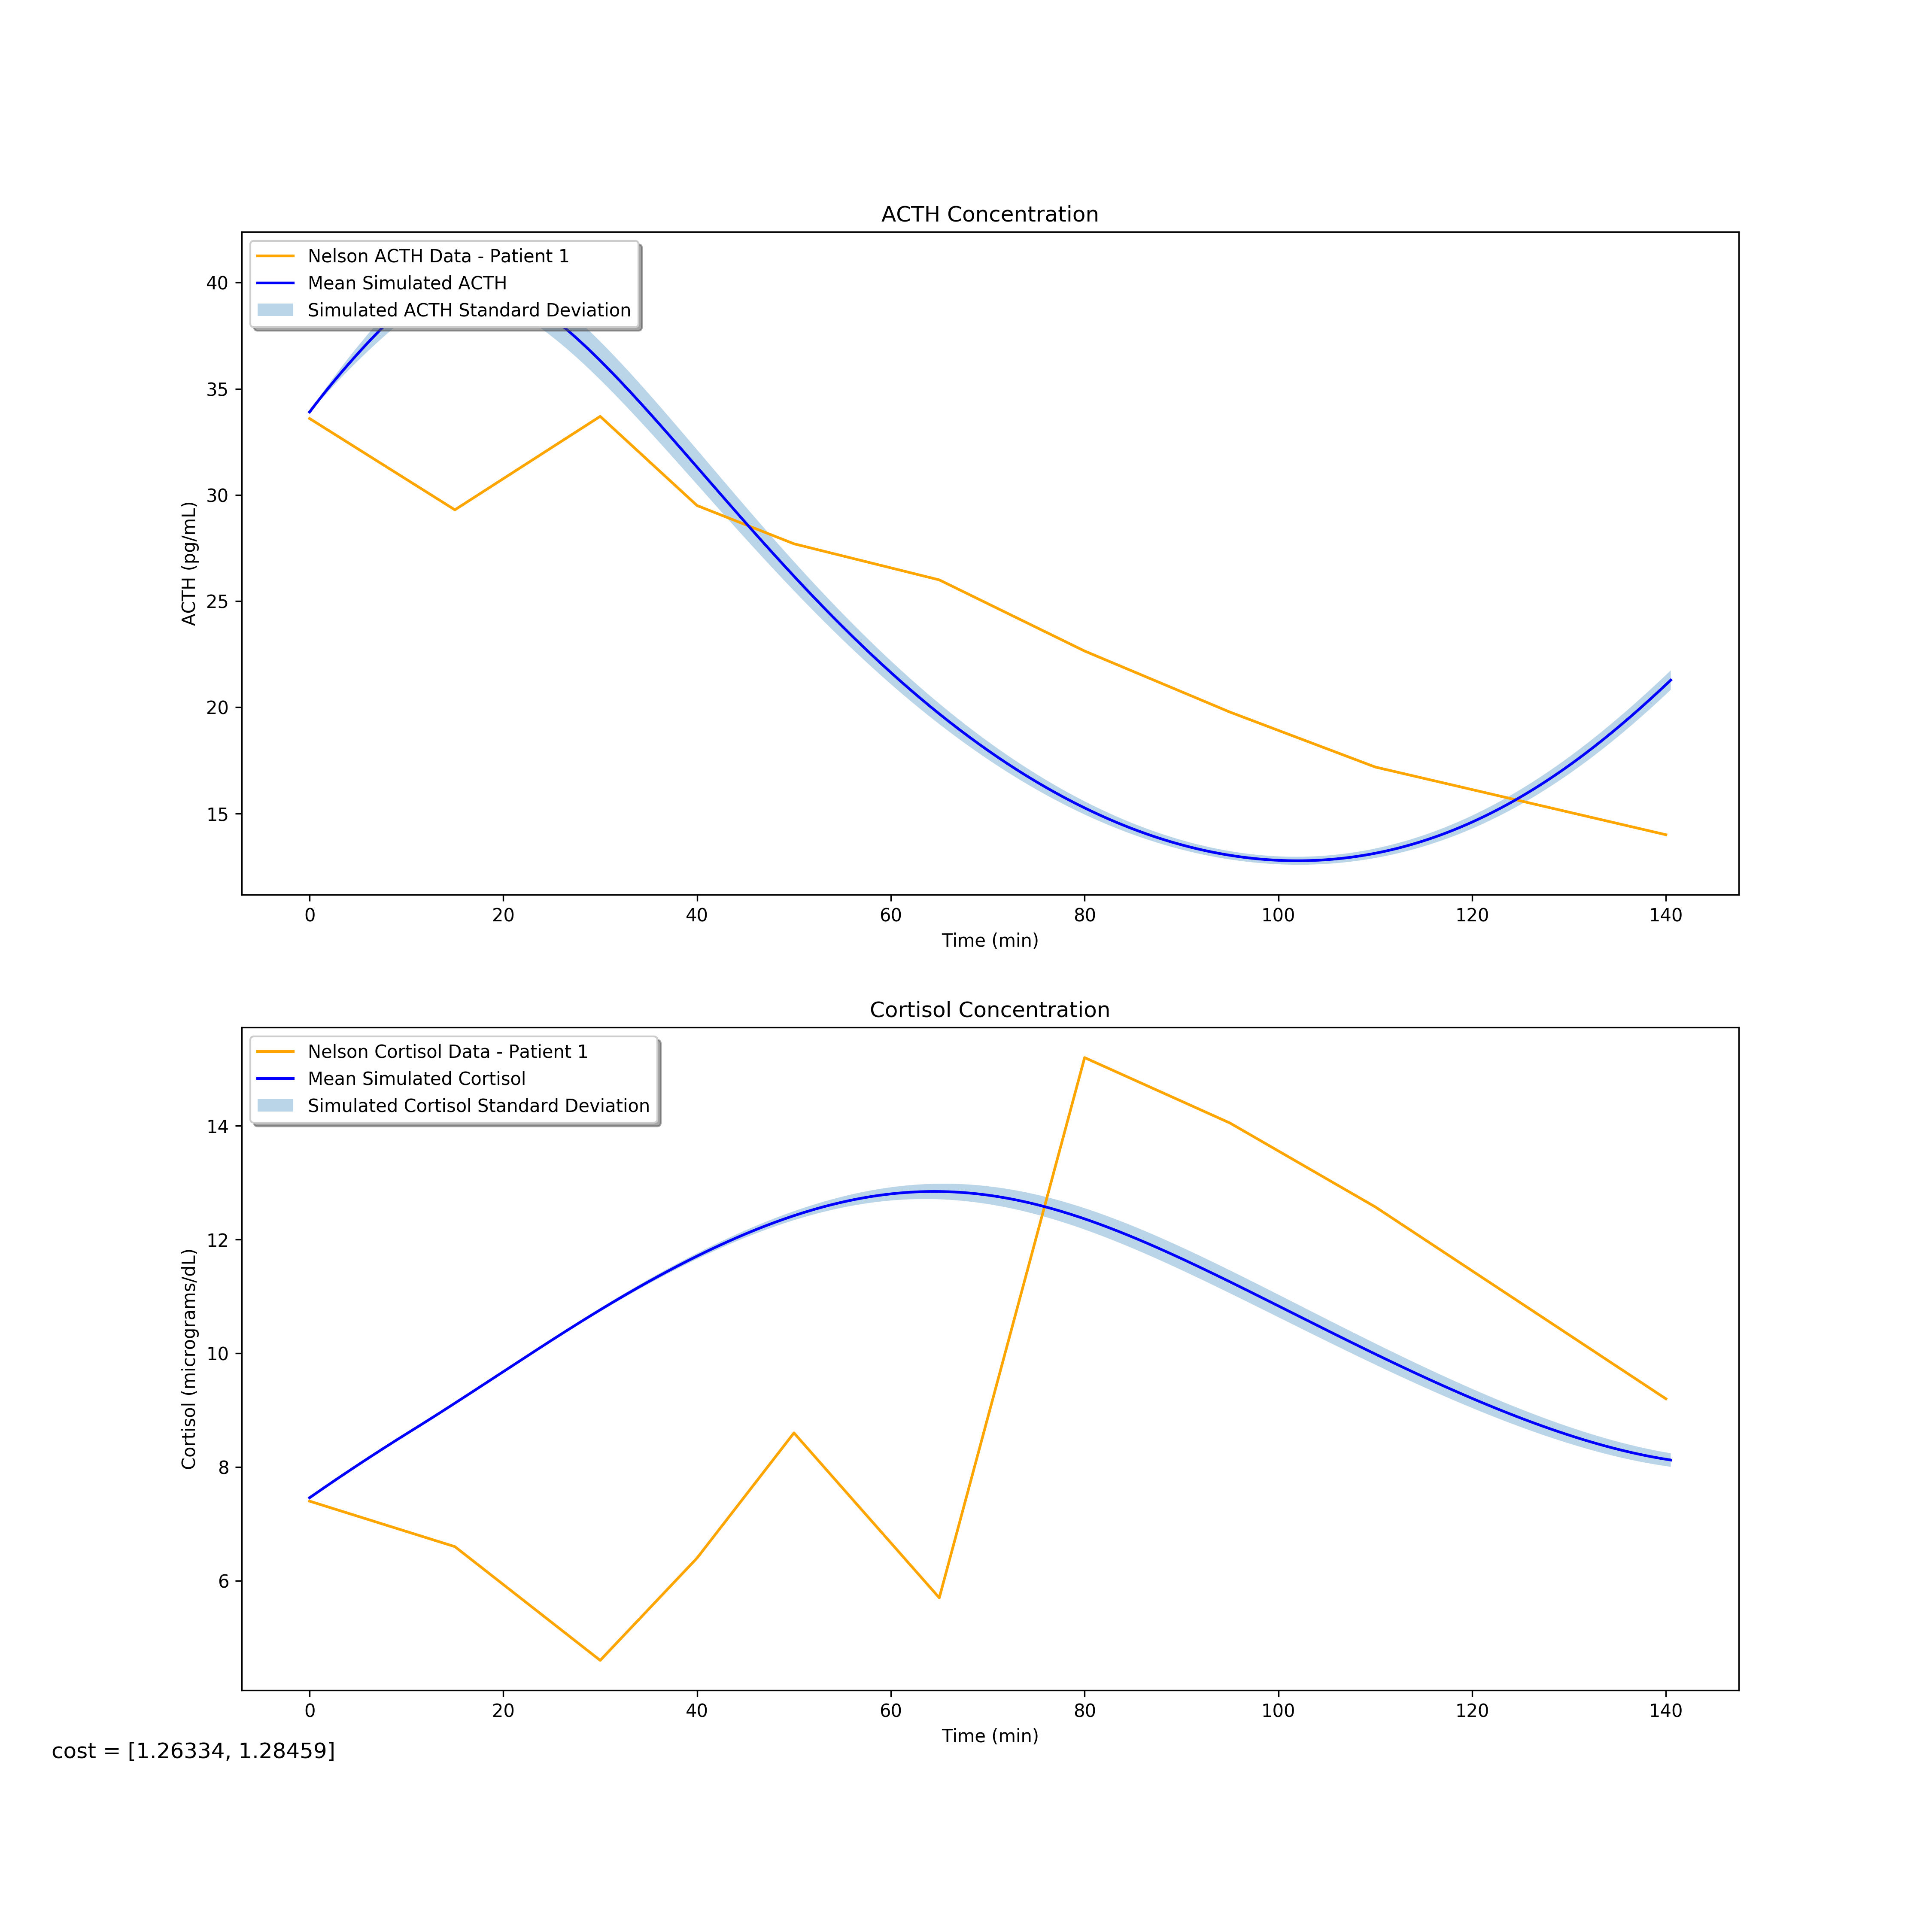 ACTH Concentration
Nelson ACTH Data - Patient 1
Mean Simulated ACTH
Simulated ACTH Standard Deviation
40
35
30
25
20
15
ACTH (pg/mL)
0 20 40 60 80 100 120 140
Time (min)
Cortisol Concentration
Nelson Cortisol Data - Patient 1
Mean Simulated Cortisol
Simulated Cortisol Standard Deviation
14
12
10
8
6
Cortisol (micrograms/dL)
0 20 40 60 80 100 120 140
Time (min)
cost = [1.26334, 1.28459]